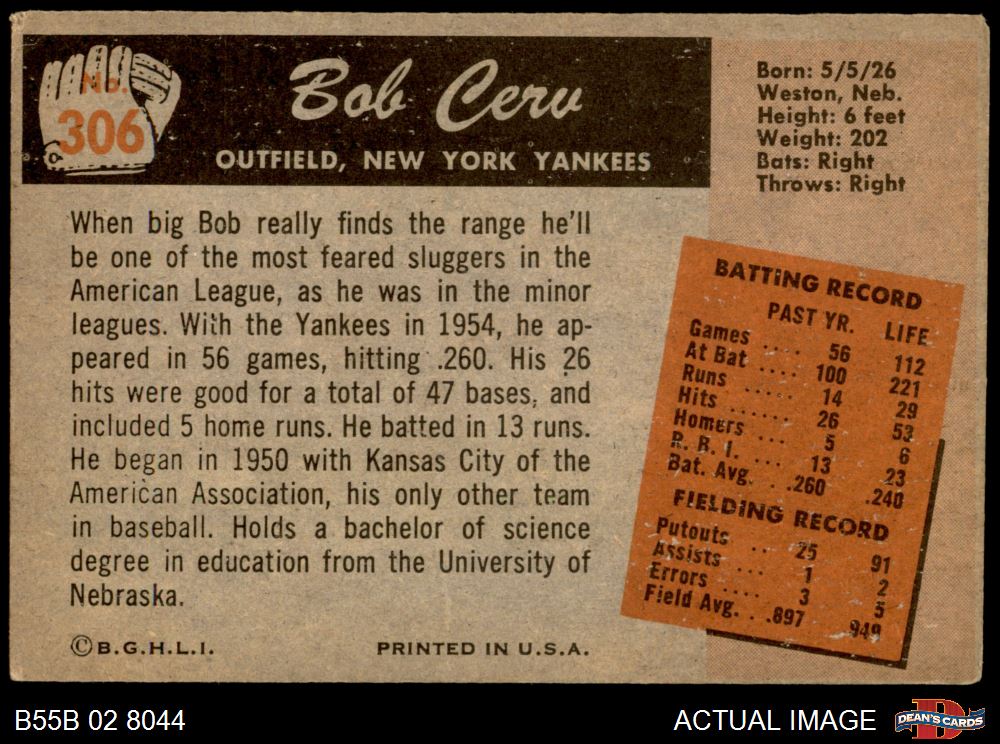 No.
306
Bob Cerv
OUTFIELD, NEW YORK YANKEES
Born: 5/5/26
Weston, Neb.
Height: 6 feet
Weight: 202
Bats: Right
Throws: Right
When big Bob really finds the range he'll
be one of the most feared sluggers in the
American League, as he was in the minor
leagues. With the Yankees in 1954, he ap-
peared in 56 games, hitting .260. His 26
hits were good for a total of 47 bases, and
included 5 home runs. He batted in 13 runs.
He began in 1950 with Kansas City of the
American Association, his only other team
in baseball. Holds a bachelor of science
degree in education from the University of
Nebraska.
BATTING RECORD
PAST YR. LIFE
Games .... 56 112
At Bat .... 100 221
Runs ..... 14 29
Hits ...... 26 53
Homers ... 5 6
R. B. I. .... 13 23
Bat. Avg. . .260 .240
FIELDING RECORD
Putouts .. 25 91
Assists ... 1 2
Errors .... 3 5
Field Avg. . .897 949
©B.G.H.L.I.
PRINTED IN U.S.A.
B55B 02 8044
ACTUAL IMAGE
D
DEAN'S CARDS